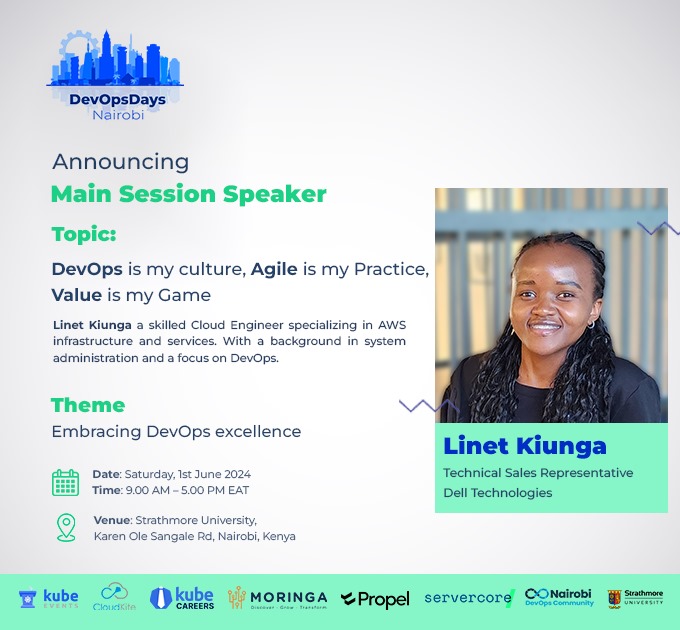 DevOpsDays
Nairobi
Announcing
Main Session Speaker
Topic:
DevOps is my culture, Agile is my Practice,
Value is my Game
Linet Kiunga a skilled Cloud Engineer specializing in AWS
infrastructure and services. With a background in system
administration and a focus on DevOps.
Theme
Embracing DevOps excellence
Date: Saturday, 1st June 2024
Time: 9.00 AM – 5.00 PM EAT
Venue: Strathmore University,
Karen Ole Sangale Rd, Nairobi, Kenya
Linet Kiunga
Technical Sales Representative
Dell Technologies
kube
EVENTS
CloudKite
kube
CAREERS
MORINGA
Discover · Grow · Transform
Propel
servercore
Nairobi
DevOps Community
Strathmore
UNIVERSITY